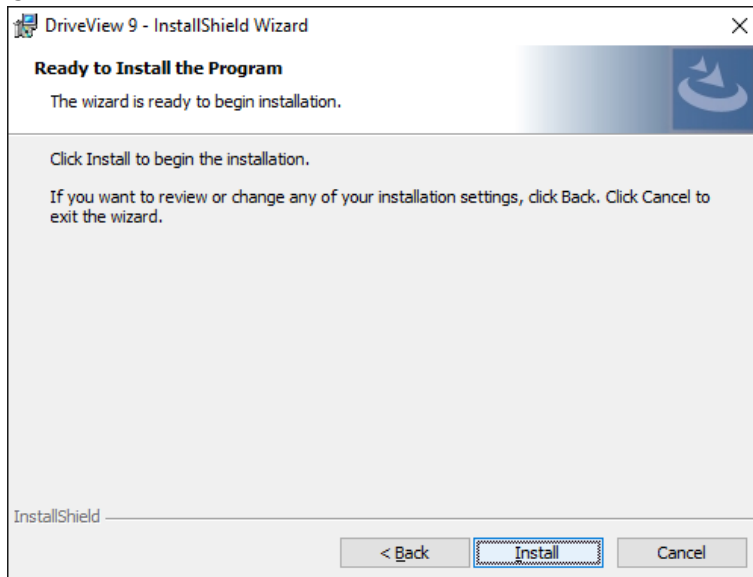 DriveView 9 - InstallShield Wizard
Ready to Install the Program
The wizard is ready to begin installation.
Click Install to begin the installation.
If you want to review or change any of your installation settings, click Back. Click Cancel to
exit the wizard.
InstallShield
< Back Install Cancel